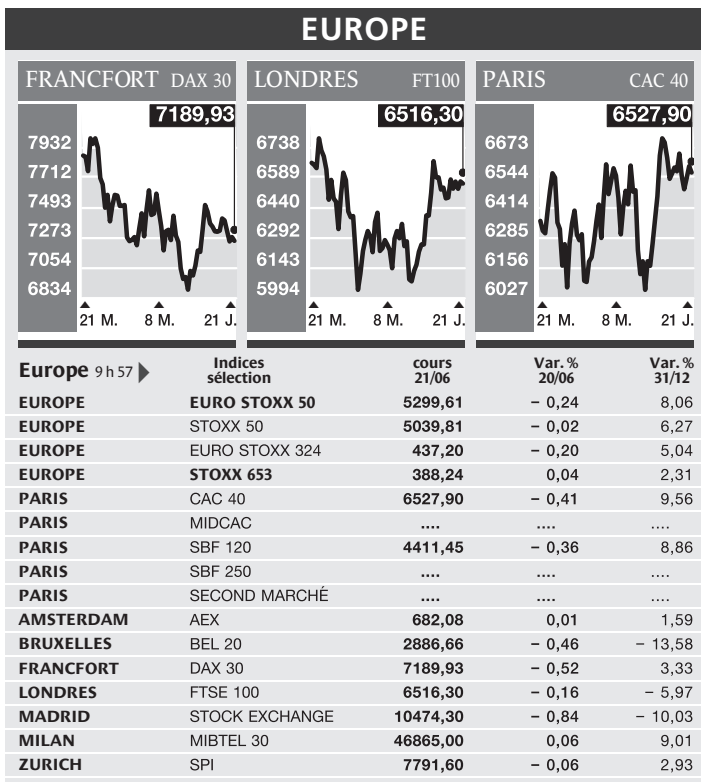 EUROPE
FRANCFORT DAX 30
7189,93
7932
7712
7493
7273
7054
6834
21 M. 8 M. 21 J.
LONDRES FT100
6516,30
6738
6589
6440
6292
6143
5994
21 M. 8 M. 21 J.
PARIS CAC 40
6527,90
6673
6544
6414
6285
6156
6027
21 M. 8 M. 21 J.
Europe 9 h 57 Indices sélection cours 21/06 Var. % 20/06 Var. % 31/12
EUROPE EURO STOXX 50 5299,61 – 0,24 8,06
EUROPE STOXX 50 5039,81 – 0,02 6,27
EUROPE EURO STOXX 324 437,20 – 0,20 5,04
EUROPE STOXX 653 388,24 0,04 2,31
PARIS CAC 40 6527,90 – 0,41 9,56
PARIS MIDCAC .... .... ....
PARIS SBF 120 4411,45 – 0,36 8,86
PARIS SBF 250 .... .... ....
PARIS SECOND MARCHÉ .... .... ....
AMSTERDAM AEX 682,08 0,01 1,59
BRUXELLES BEL 20 2886,66 – 0,46 – 13,58
FRANCFORT DAX 30 7189,93 – 0,52 3,33
LONDRES FTSE 100 6516,30 – 0,16 – 5,97
MADRID STOCK EXCHANGE 10474,30 – 0,84 – 10,03
MILAN MIBTEL 30 46865,00 0,06 9,01
ZURICH SPI 7791,60 – 0,06 2,93